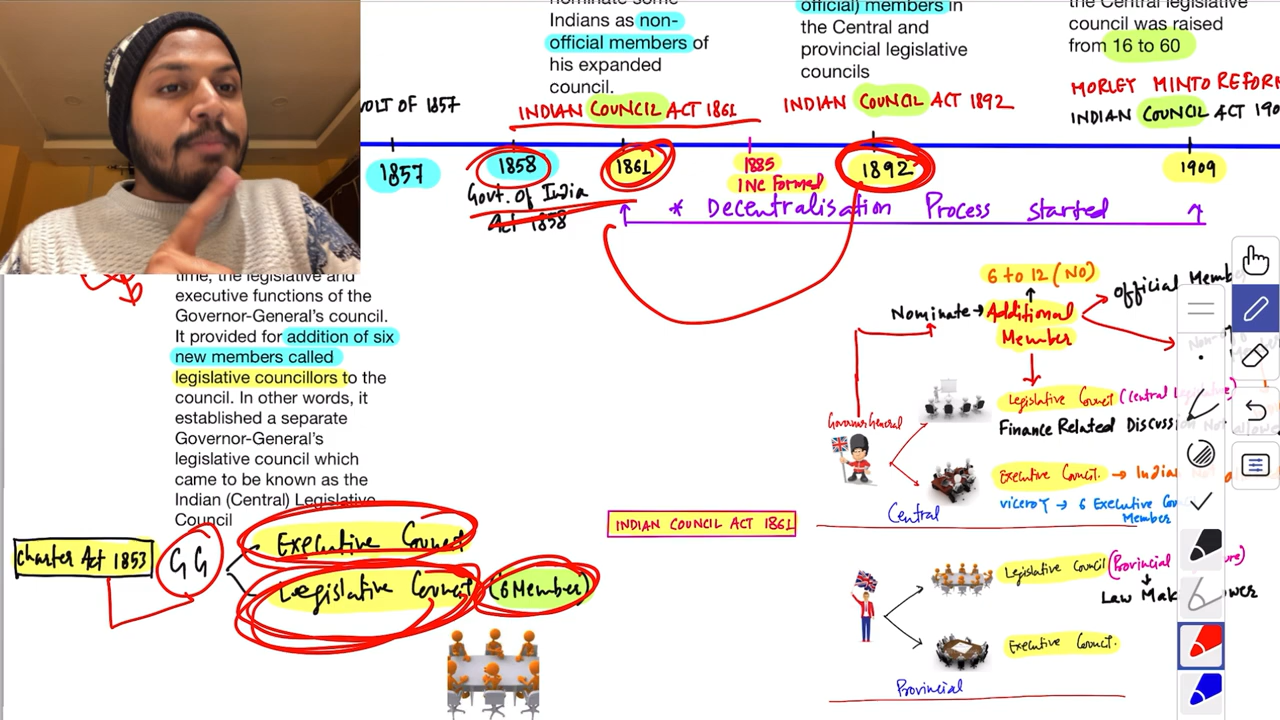 nominate some
Indians as non-
official members of
his expanded
council.
official) members in
the Central and
provincial legislative
councils
the Central legislative
council was raised
from 16 to 60
VOLT OF 1857
INDIAN COUNCIL ACT 1861
INDIAN COUNCIL ACT 1892
MORLEY MINTO REFORM
INDIAN COUNCIL ACT 190
1857
1858
1861
1885
1892
1909
INC Formed
Govt. Of India
Act 1858
* Decentralisation Process started
time, the legislative and
executive functions of the
Governor-General's council.
It provided for addition of six
new members called
legislative councillors to the
council. In other words, it
established a separate
Governor-General's
legislative council which
came to be known as the
Indian (Central) Legislative
Council
Charter Act 1853
GG
Executive Council
Legislative Council (6 Member)
INDIAN COUNCIL ACT 1861
6 to 12 (NO)
Nominate → Additional
Member
Official Memb
Governor General
Legislative Council (Central Legislative
Finance Related Discuss
Executive Council. → India
viceroy → 6 Executive Cou
Member
Central
Legislative Council (Provincial
Law Mak
Executive Council.
Provincial